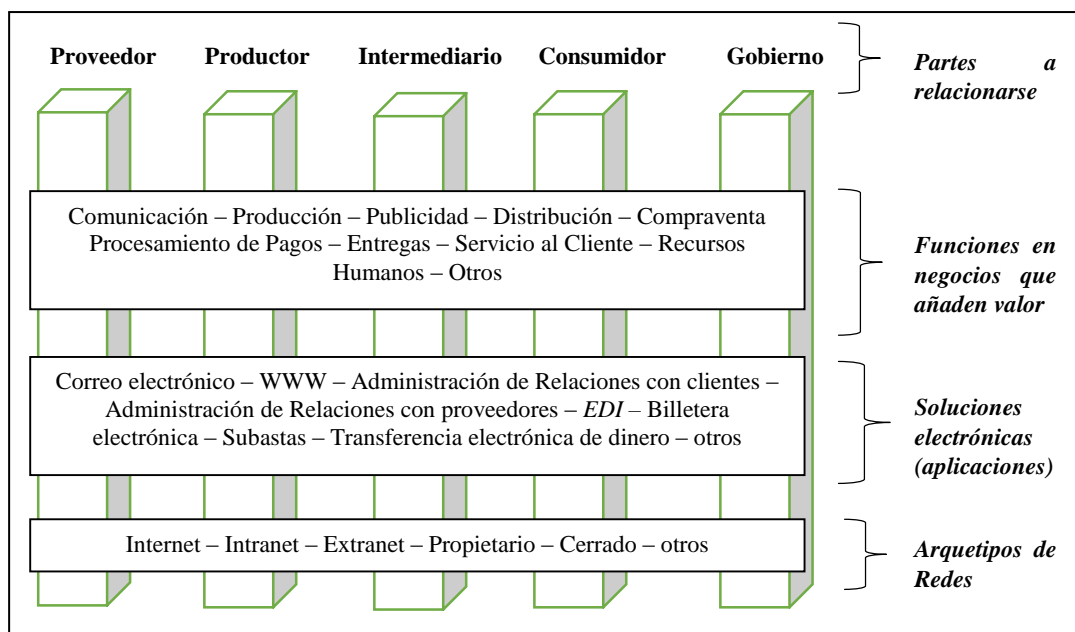 Proveedor Productor Intermediario Consumidor Gobierno
Partes a
relacionarse
Comunicación – Producción – Publicidad – Distribución – Compraventa
Procesamiento de Pagos – Entregas – Servicio al Cliente – Recursos
Humanos – Otros
Funciones en
negocios que
añaden valor
Correo electrónico – WWW – Administración de Relaciones con clientes –
Administración de Relaciones con proveedores – EDI – Billetera
electrónica – Subastas – Transferencia electrónica de dinero – otros
Soluciones
electrónicas
(aplicaciones)
Internet – Intranet – Extranet – Propietario – Cerrado – otros
Arquetipos de
Redes